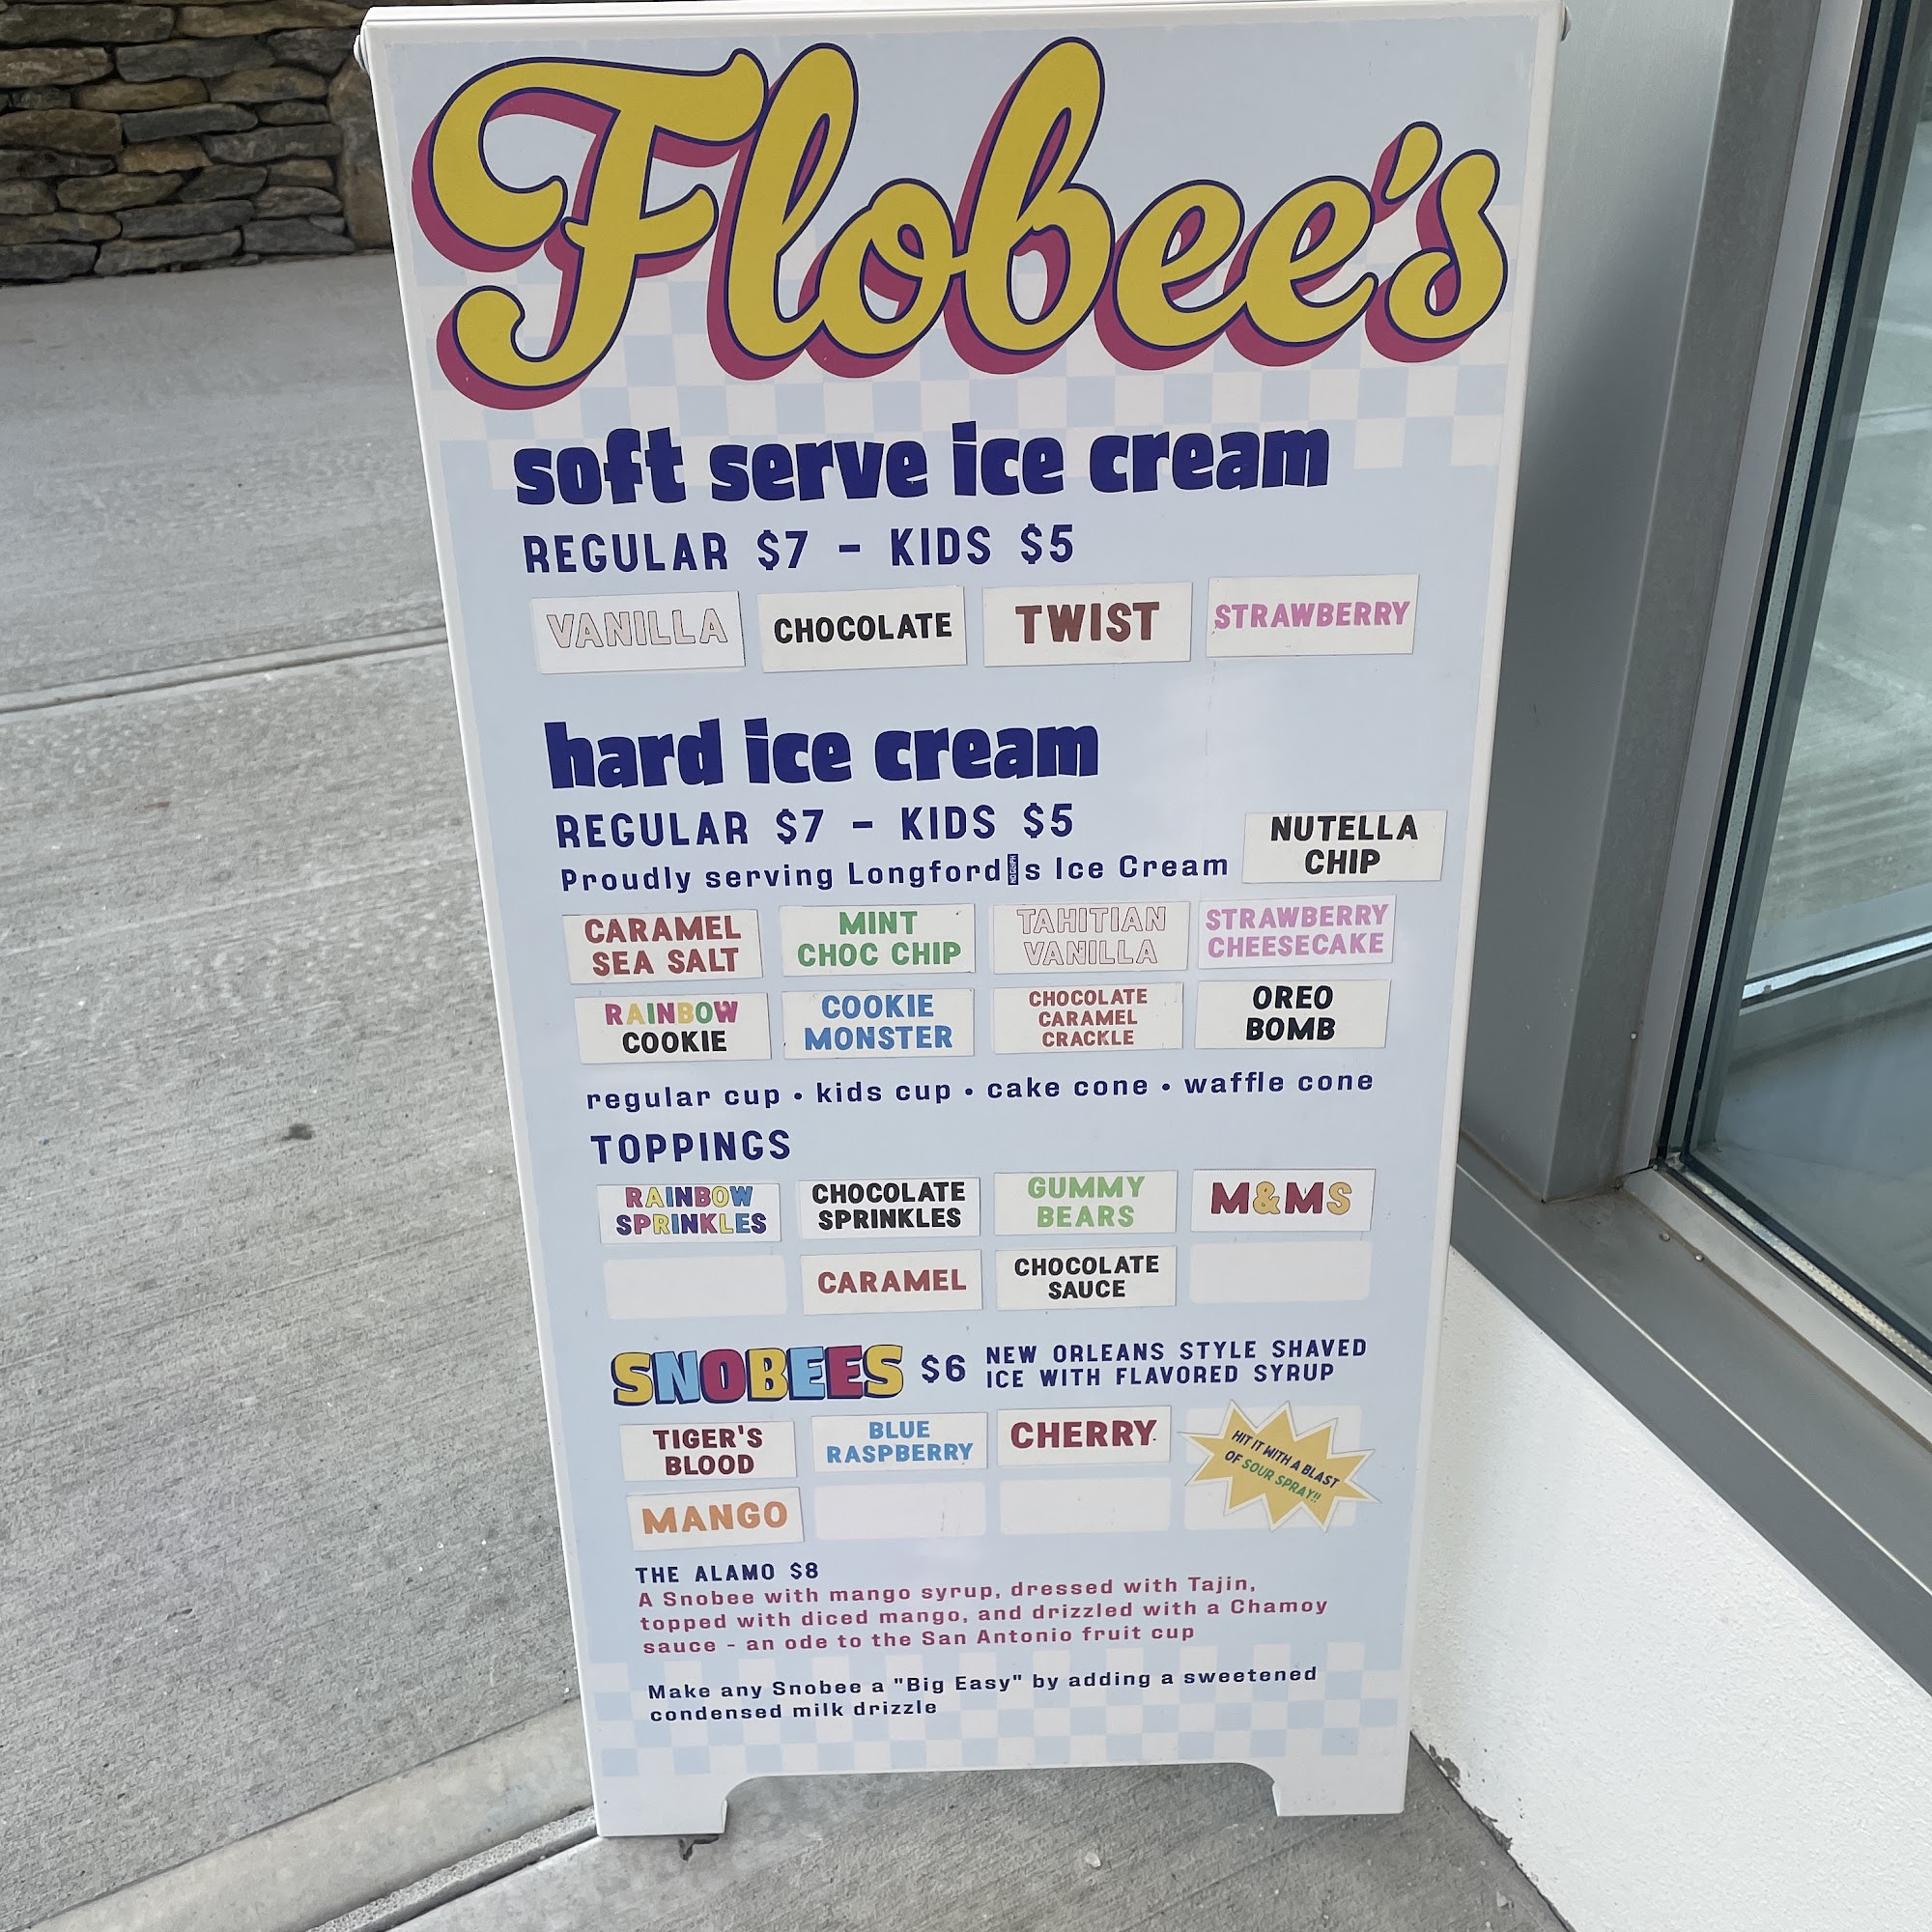 Flobee's
soft serve ice cream
REGULAR $7 - KIDS $5
VANILLA
CHOCOLATE
TWIST
STRAWBERRY
hard ice cream
REGULAR $7 - KIDS $5
Proudly serving Longford s Ice Cream
NUTELLA
CHIP
CARAMEL
SEA SALT
MINT
CHOC CHIP
TAHITIAN
VANILLA
STRAWBERRY
CHEESECAKE
RAINBOW
COOKIE
COOKIE
MONSTER
CHOCOLATE
CARAMEL
CRACKLE
OREO
BOMB
regular cup • kids cup • cake cone • waffle cone
TOPPINGS
RAINBOW
SPRINKLES
CHOCOLATE
SPRINKLES
GUMMY
BEARS
M&MS
CARAMEL
CHOCOLATE
SAUCE
SNOBEES $6
NEW ORLEANS STYLE SHAVED
ICE WITH FLAVORED SYRUP
TIGER'S
BLOOD
BLUE
RASPBERRY
CHERRY
HIT IT WITH A BLAST
OF SOUR SPRAY!!
MANGO
THE ALAMO $8
A Snobee with mango syrup, dressed with Tajin,
topped with diced mango, and drizzled with a Chamoy
sauce - an ode to the San Antonio fruit cup
Make any Snobee a "Big Easy" by adding a sweetened
condensed milk drizzle